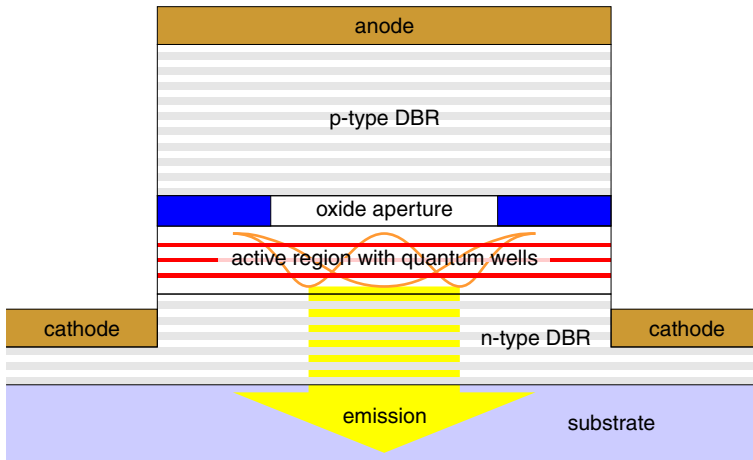 anode
p-type DBR
oxide aperture
active region with quantum wells
cathode
n-type DBR
cathode
emission
substrate